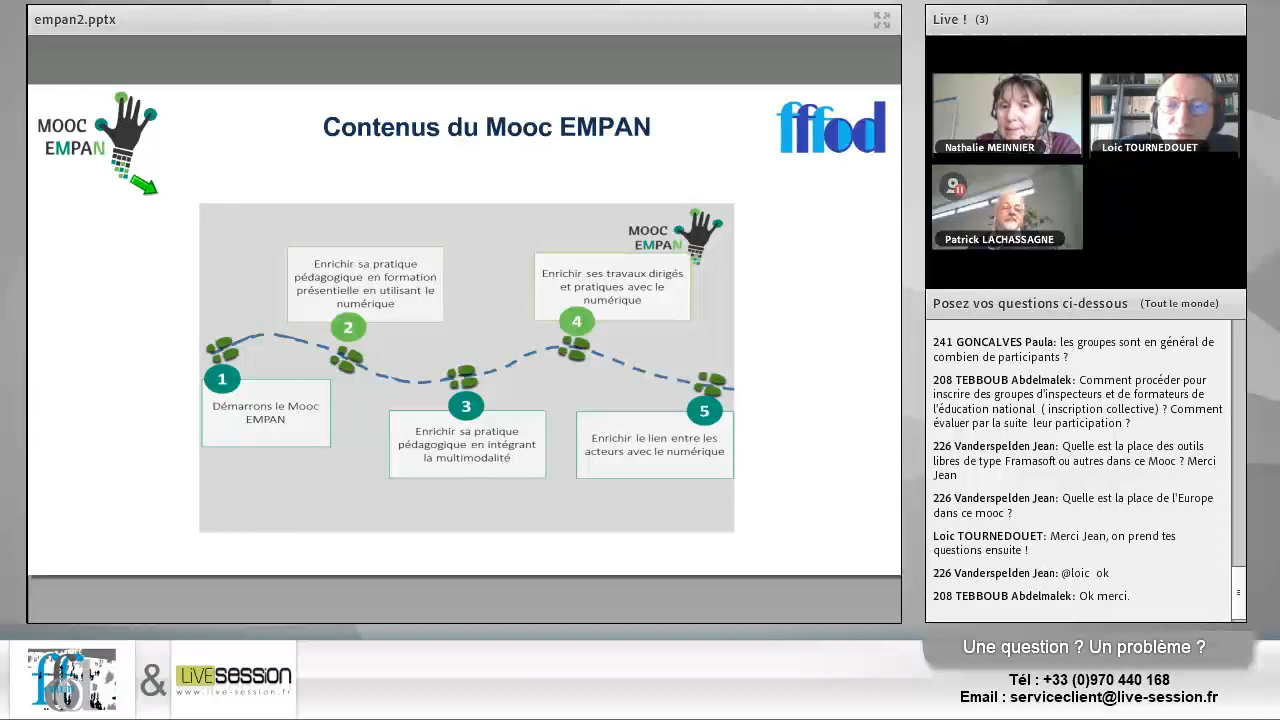 empan2.pptx
MOOC
EMPAN
Contenus du Mooc EMPAN
fffod
MOOC
EMPAN
Enrichir sa pratique
pédagogique en formation
présentielle en utilisant le
numérique
2
Enrichir ses travaux dirigés
et pratiques avec le
numérique
4
1
Démarrons le Mooc
EMPAN
3
Enrichir sa pratique
pédagogique en intégrant
la multimodalité
5
Enrichir le lien entre les
acteurs avec le numérique
Live ! (3)
Nathalie MEINNIER
Loic TOURNEDOUET
Patrick LACHASSAGNE
Posez vos questions ci-dessous (Tout le monde)
241 GONCALVES Paula: les groupes sont en général de
combien de participants ?
208 TEBBOUB Abdelmalek: Comment procéder pour
inscrire des groupes d'inspecteurs et de formateurs de
l'éducation national ( inscription collective) ? Comment
évaluer par la suite leur participation ?
226 Vanderspelden Jean: Quelle est la place des outils
libres de type Framasoft ou autres dans ce Mooc ? Merci
Jean
226 Vanderspelden Jean: Quelle est la place de l'Europe
dans ce mooc ?
Loic TOURNEDOUET: Merci Jean, on prend tes
questions ensuite !
226 Vanderspelden Jean: @loic ok
208 TEBBOUB Abdelmalek: Ok merci.
&
LiVESESSiON
www.live-session.fr
Une question ? Un problème ?
Tél : +33 (0)970 440 168
Email : serviceclient@live-session.fr